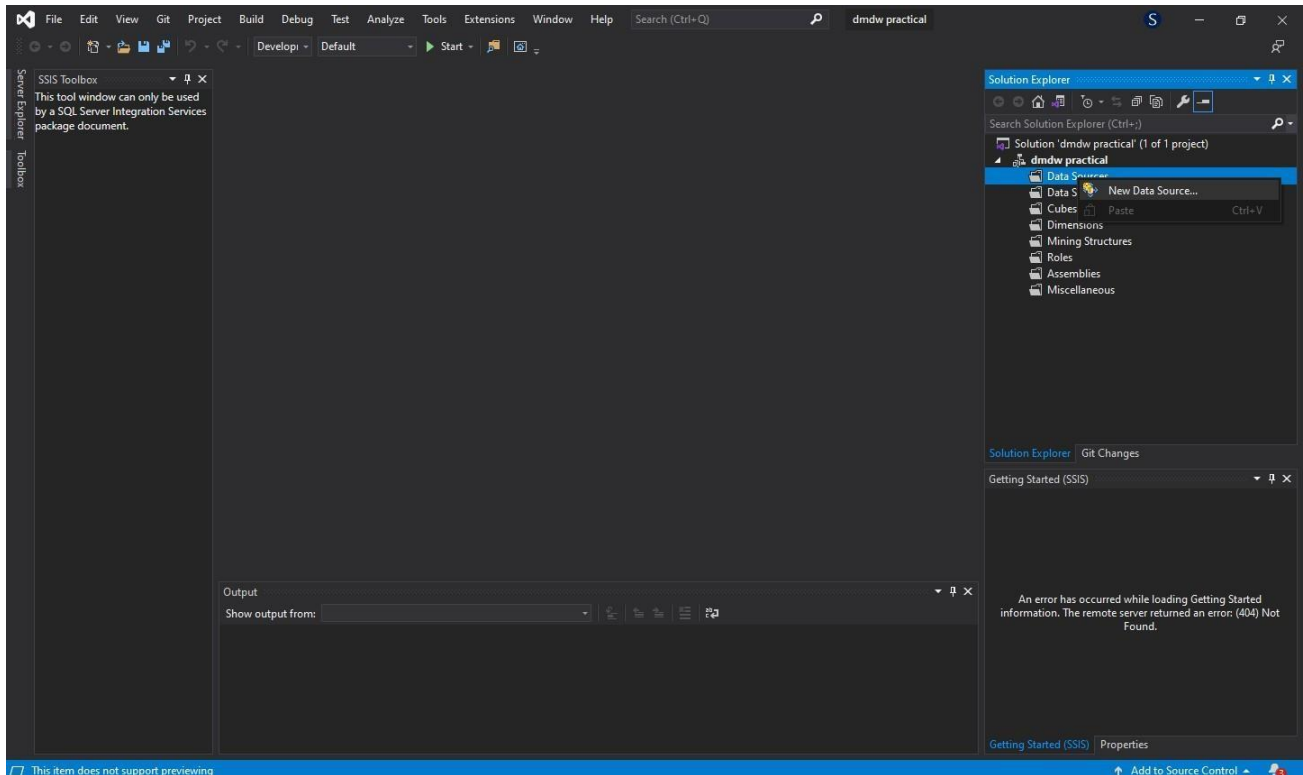 File Edit View Git Project Build Debug Test Analyze Tools Extensions Window Help Search (Ctrl+Q) dmdw practical S
Developi Default Start
Server Explorer
Toolbox
SSIS Toolbox
This tool window can only be used
by a SQL Server Integration Services
package document.
Solution Explorer
Search Solution Explorer (Ctrl+;)
Solution 'dmdw practical' (1 of 1 project)
dmdw practical
Data Sources
Data S
Cubes
Dimensions
Mining Structures
Roles
Assemblies
Miscellaneous
New Data Source...
Paste Ctrl+V
Solution Explorer Git Changes
Getting Started (SSIS)
An error has occurred while loading Getting Started
information. The remote server returned an error: (404) Not
Found.
Getting Started (SSIS) Properties
Output
Show output from:
This item does not support previewing
Add to Source Control